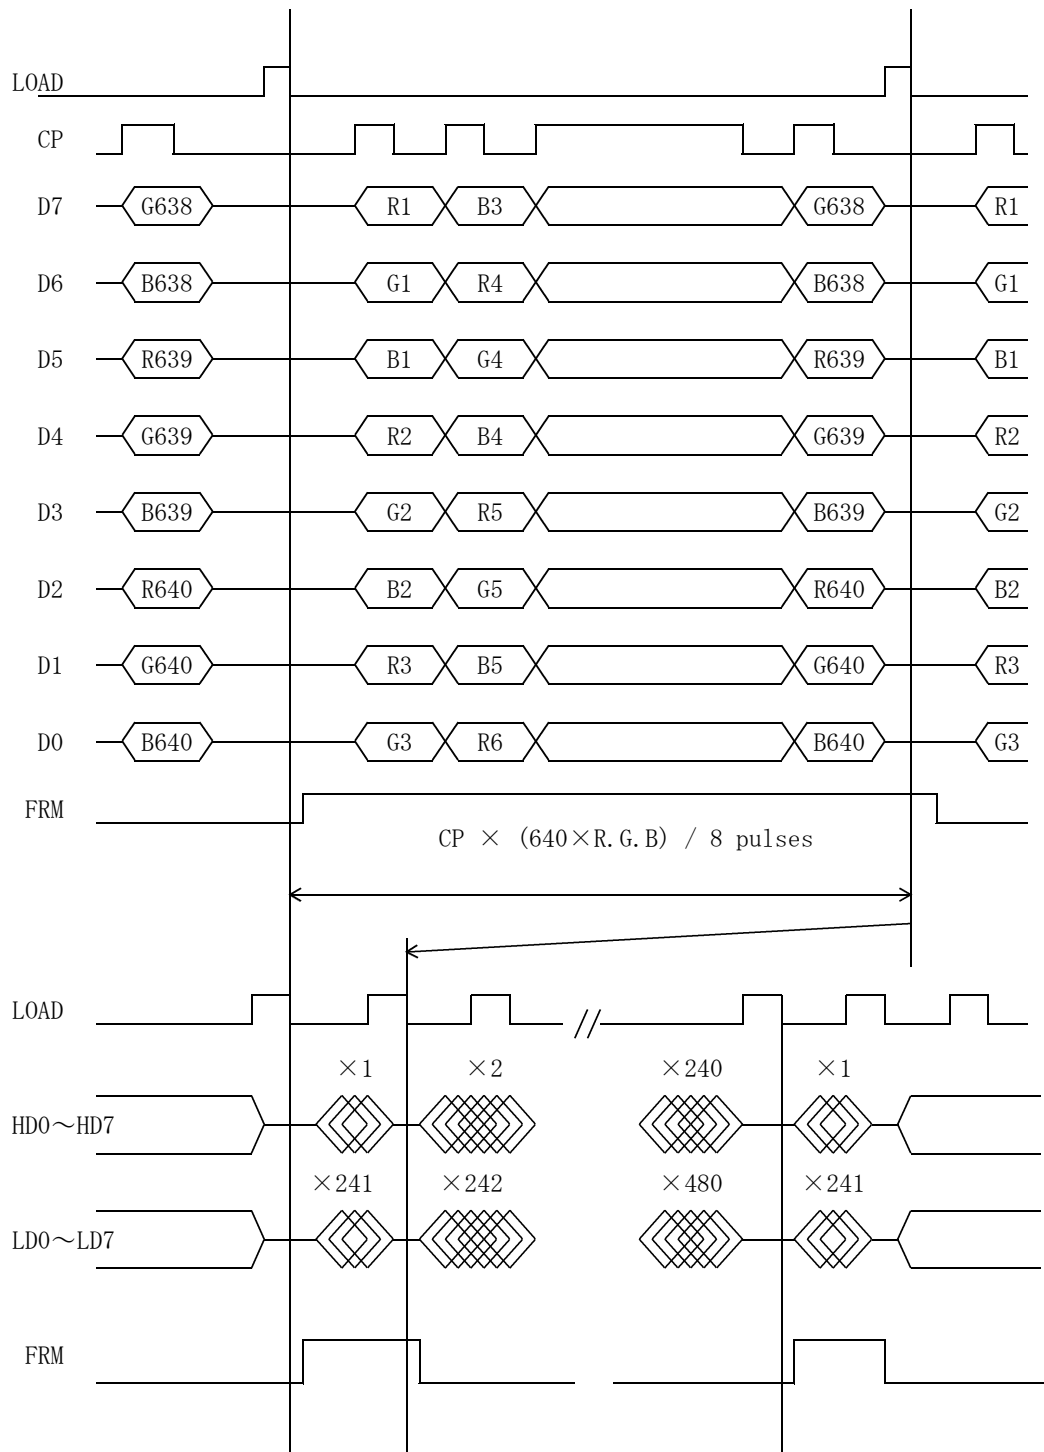 LOAD
CP
D7 G638 R1 B3 G638 R1
D6 B638 G1 R4 B638 G1
D5 R639 B1 G4 R639 B1
D4 G639 R2 B4 G639 R2
D3 B639 G2 R5 B639 G2
D2 R640 B2 G5 R640 B2
D1 G640 R3 B5 G640 R3
D0 B640 G3 R6 B640 G3
FRM
CP × (640×R.G.B) / 8 pulses
LOAD
×1 ×2 ×240 ×1
HD0～HD7
×241 ×242 ×480 ×241
LD0～LD7
FRM